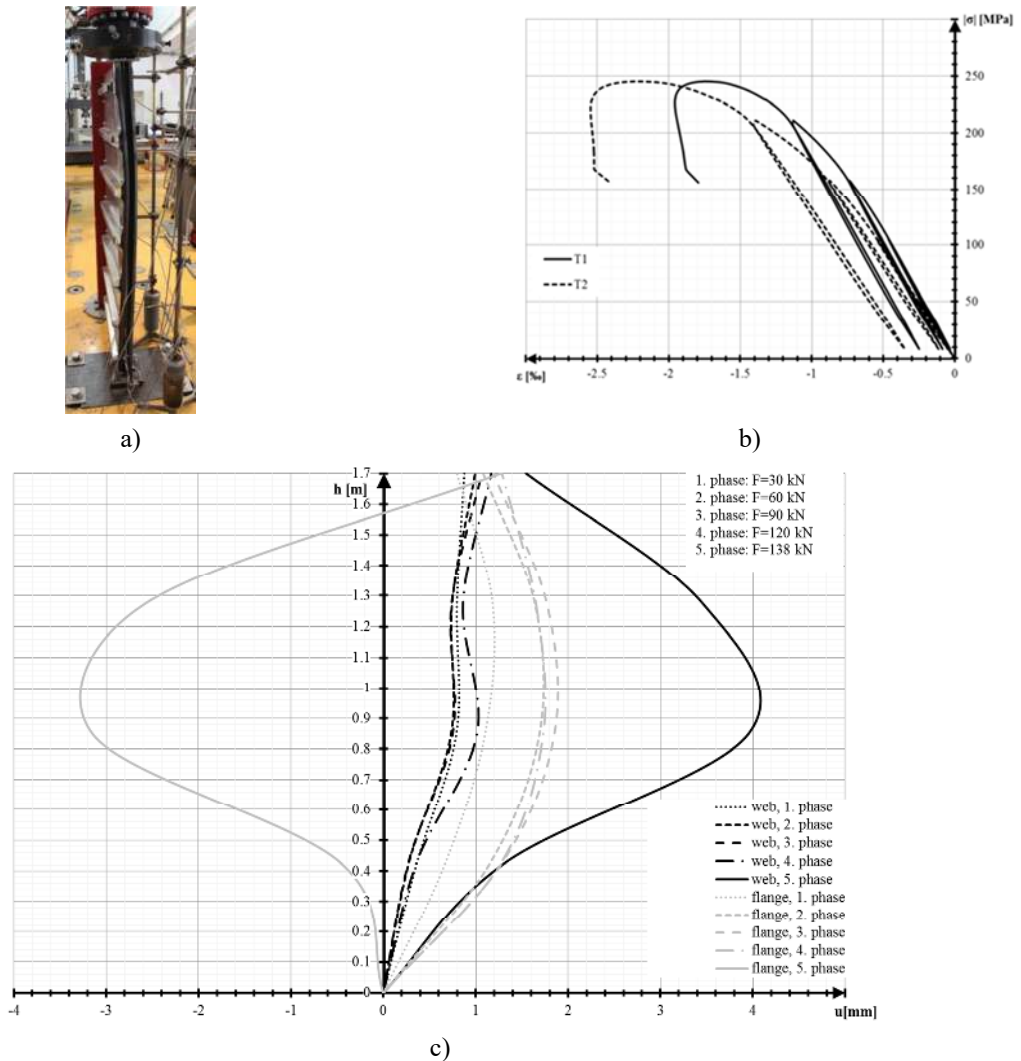 |σ| [MPa]
250
200
150
100
50
0
T1
T2
-2.5
-2
-1.5
-1
-0.5
0
ε [‰]
a)
b)
1.7
h [m]
1.6
1.5
1.4
1.3
1.2
1.1
1
0.9
0.8
0.7
0.6
0.5
0.4
0.3
0.2
0.1
0
1. phase: F=30 kN
2. phase: F=60 kN
3. phase: F=90 kN
4. phase: F=120 kN
5. phase: F=138 kN
web, 1. phase
web, 2. phase
web, 3. phase
web, 4. phase
web, 5. phase
flange, 1. phase
flange, 2. phase
flange, 3. phase
flange, 4. phase
flange, 5. phase
-4
-3
-2
-1
0
1
2
3
4
u[mm]
c)